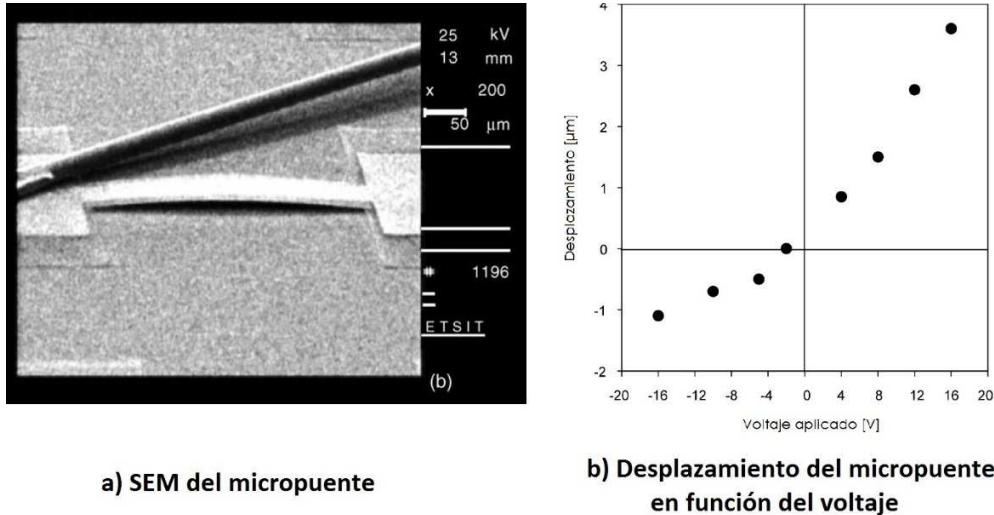 25 kV
13 mm
x 200
50 μm
1196
ETSIT
(b)
a) SEM del micropuente
4
3
2
1
0
-1
-2
Desplazamiento [μm]
-20 -16 -12 -8 -4 0 4 8 12 16 20
Voltaje aplicado [V]
b) Desplazamiento del micropuente
en función del voltaje